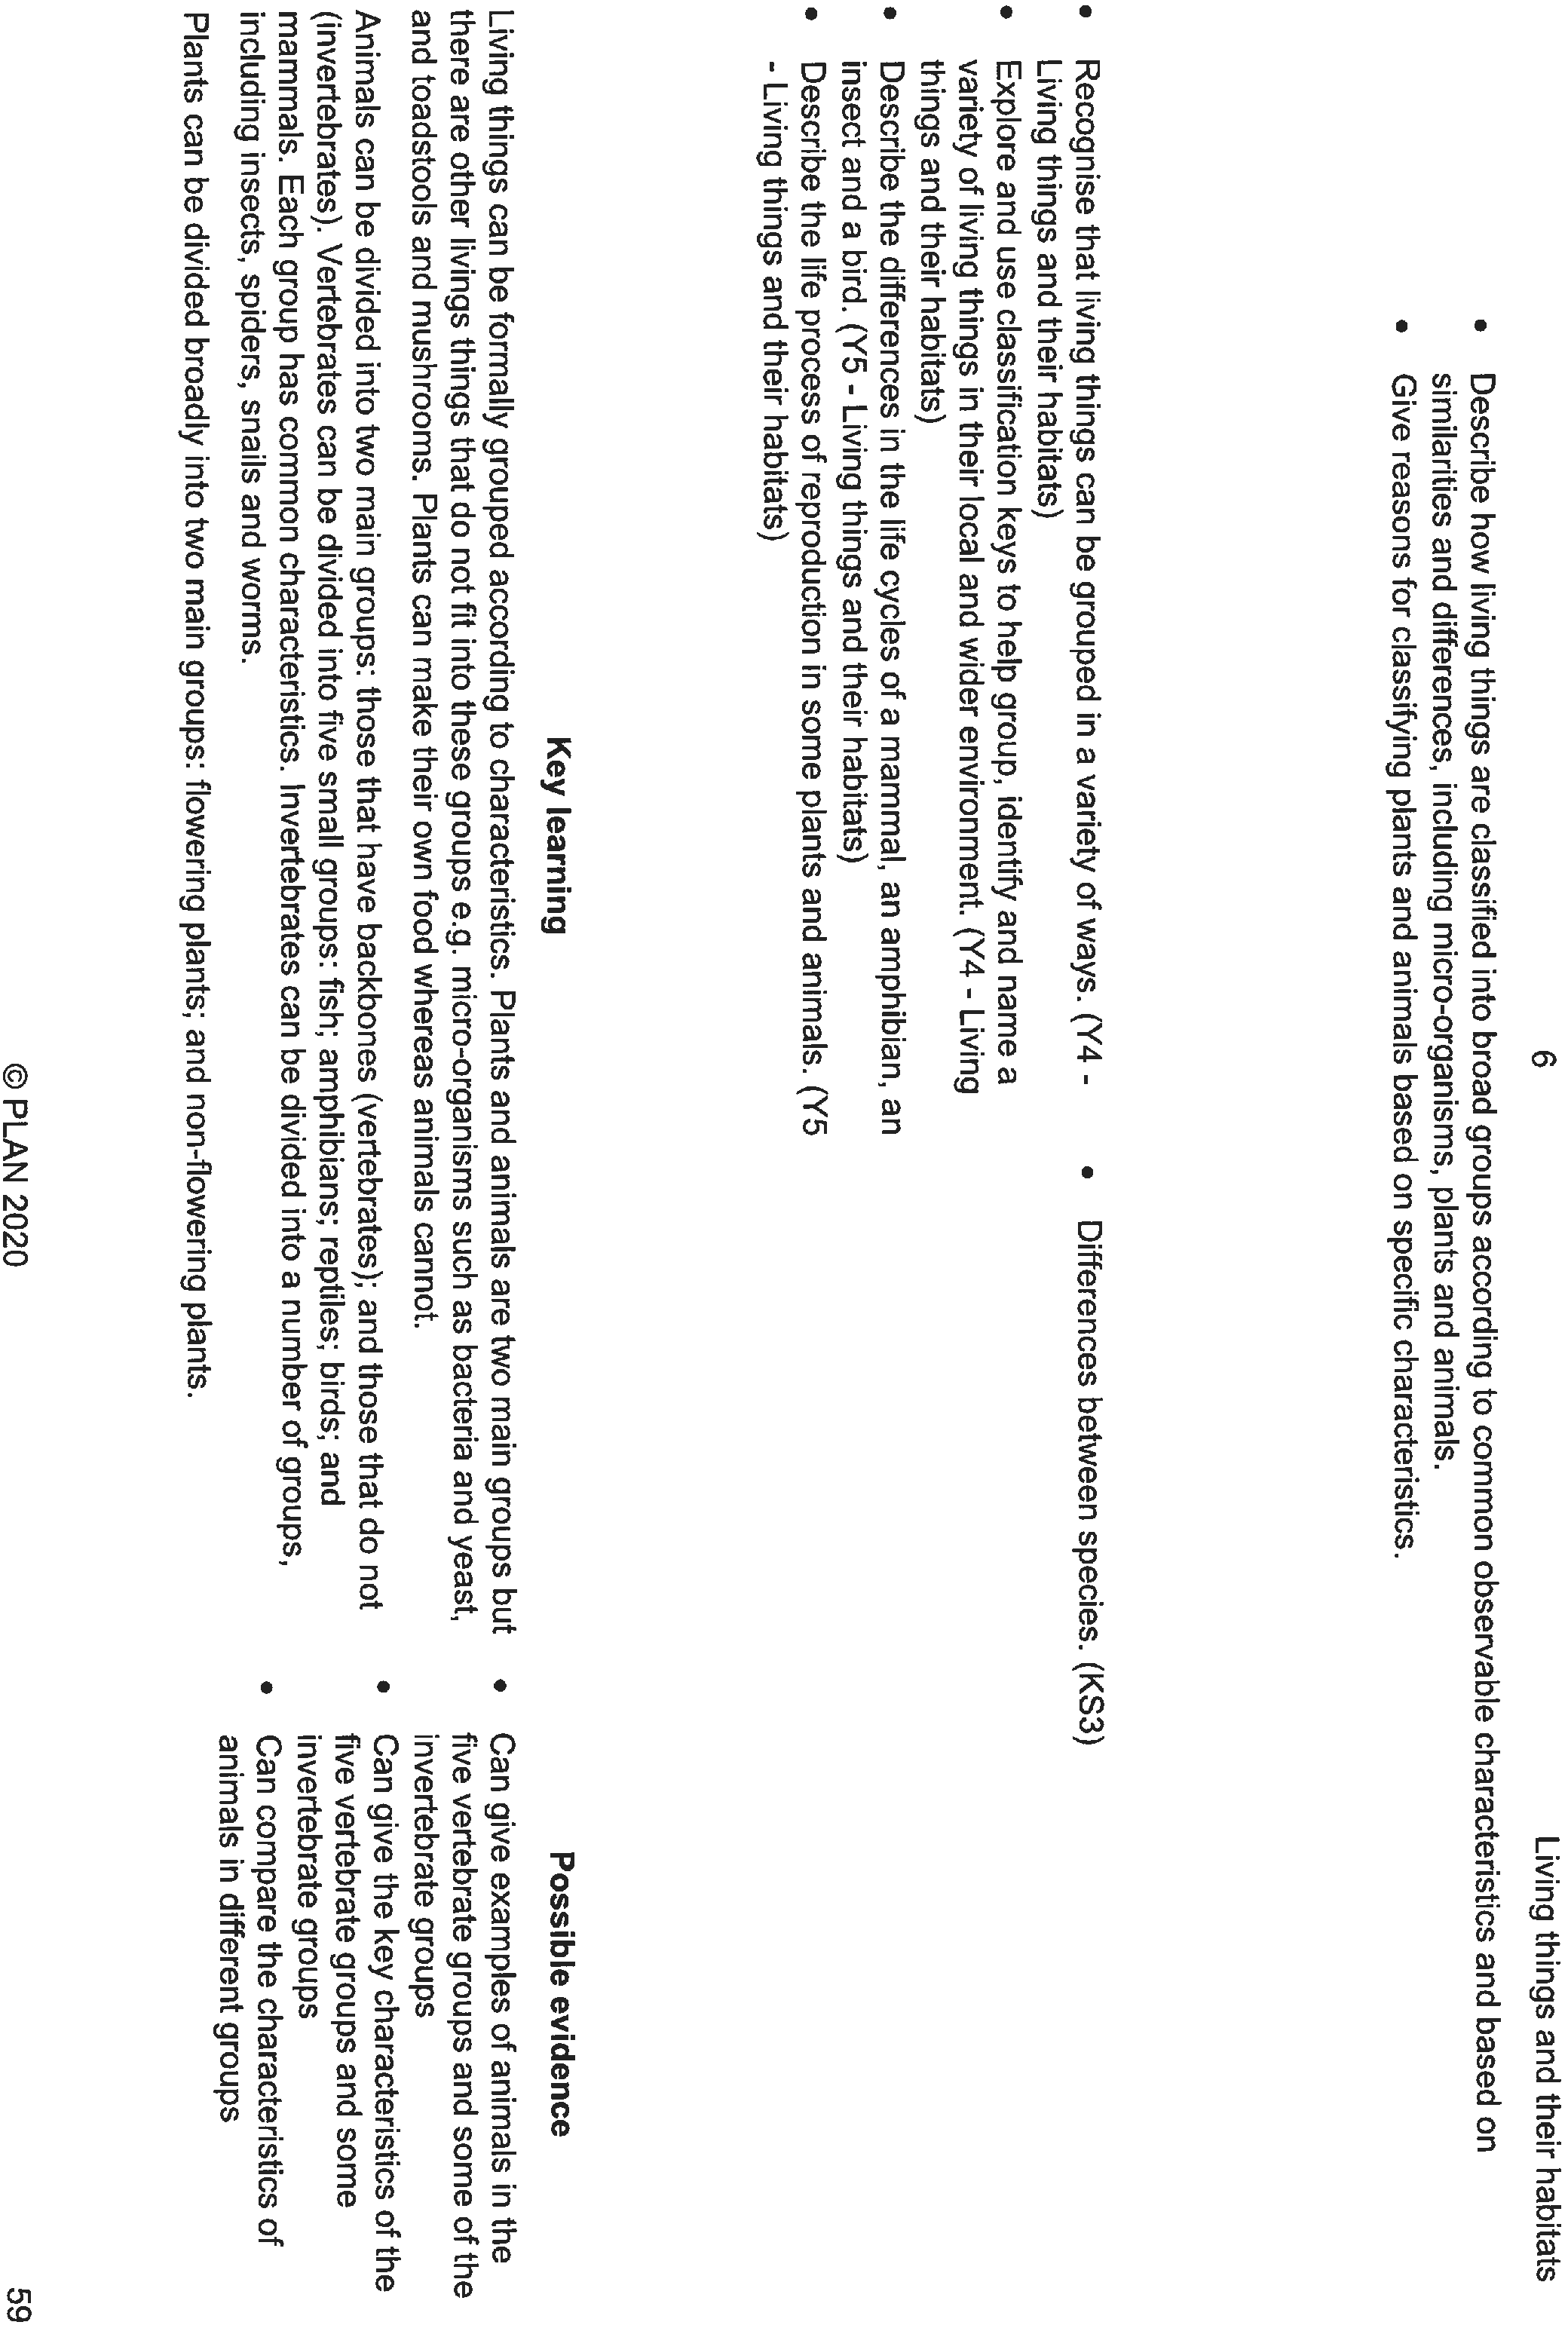 6
Living things and their habitats
• Describe how living things are classified into broad groups according to common observable characteristics and based on
similarities and differences, including micro-organisms, plants and animals.
• Give reasons for classifying plants and animals based on specific characteristics.
• Recognise that living things can be grouped in a variety of ways. (Y4 -
Living things and their habitats)
• Explore and use classification keys to help group, identify and name a
variety of living things in their local and wider environment. (Y4 - Living
things and their habitats)
• Describe the differences in the life cycles of a mammal, an amphibian, an
insect and a bird. (Y5 - Living things and their habitats)
• Describe the life process of reproduction in some plants and animals. (Y5
- Living things and their habitats)
• Differences between species. (KS3)
Key learning
Living things can be formally grouped according to characteristics. Plants and animals are two main groups but
there are other livings things that do not fit into these groups e.g. micro-organisms such as bacteria and yeast,
and toadstools and mushrooms. Plants can make their own food whereas animals cannot.
Animals can be divided into two main groups: those that have backbones (vertebrates); and those that do not
(invertebrates). Vertebrates can be divided into five small groups: fish; amphibians; reptiles; birds; and
mammals. Each group has common characteristics. Invertebrates can be divided into a number of groups,
including insects, spiders, snails and worms.
Plants can be divided broadly into two main groups: flowering plants; and non-flowering plants.
Possible evidence
• Can give examples of animals in the
five vertebrate groups and some of the
invertebrate groups
• Can give the key characteristics of the
five vertebrate groups and some
invertebrate groups
• Can compare the characteristics of
animals in different groups
© PLAN 2020
59